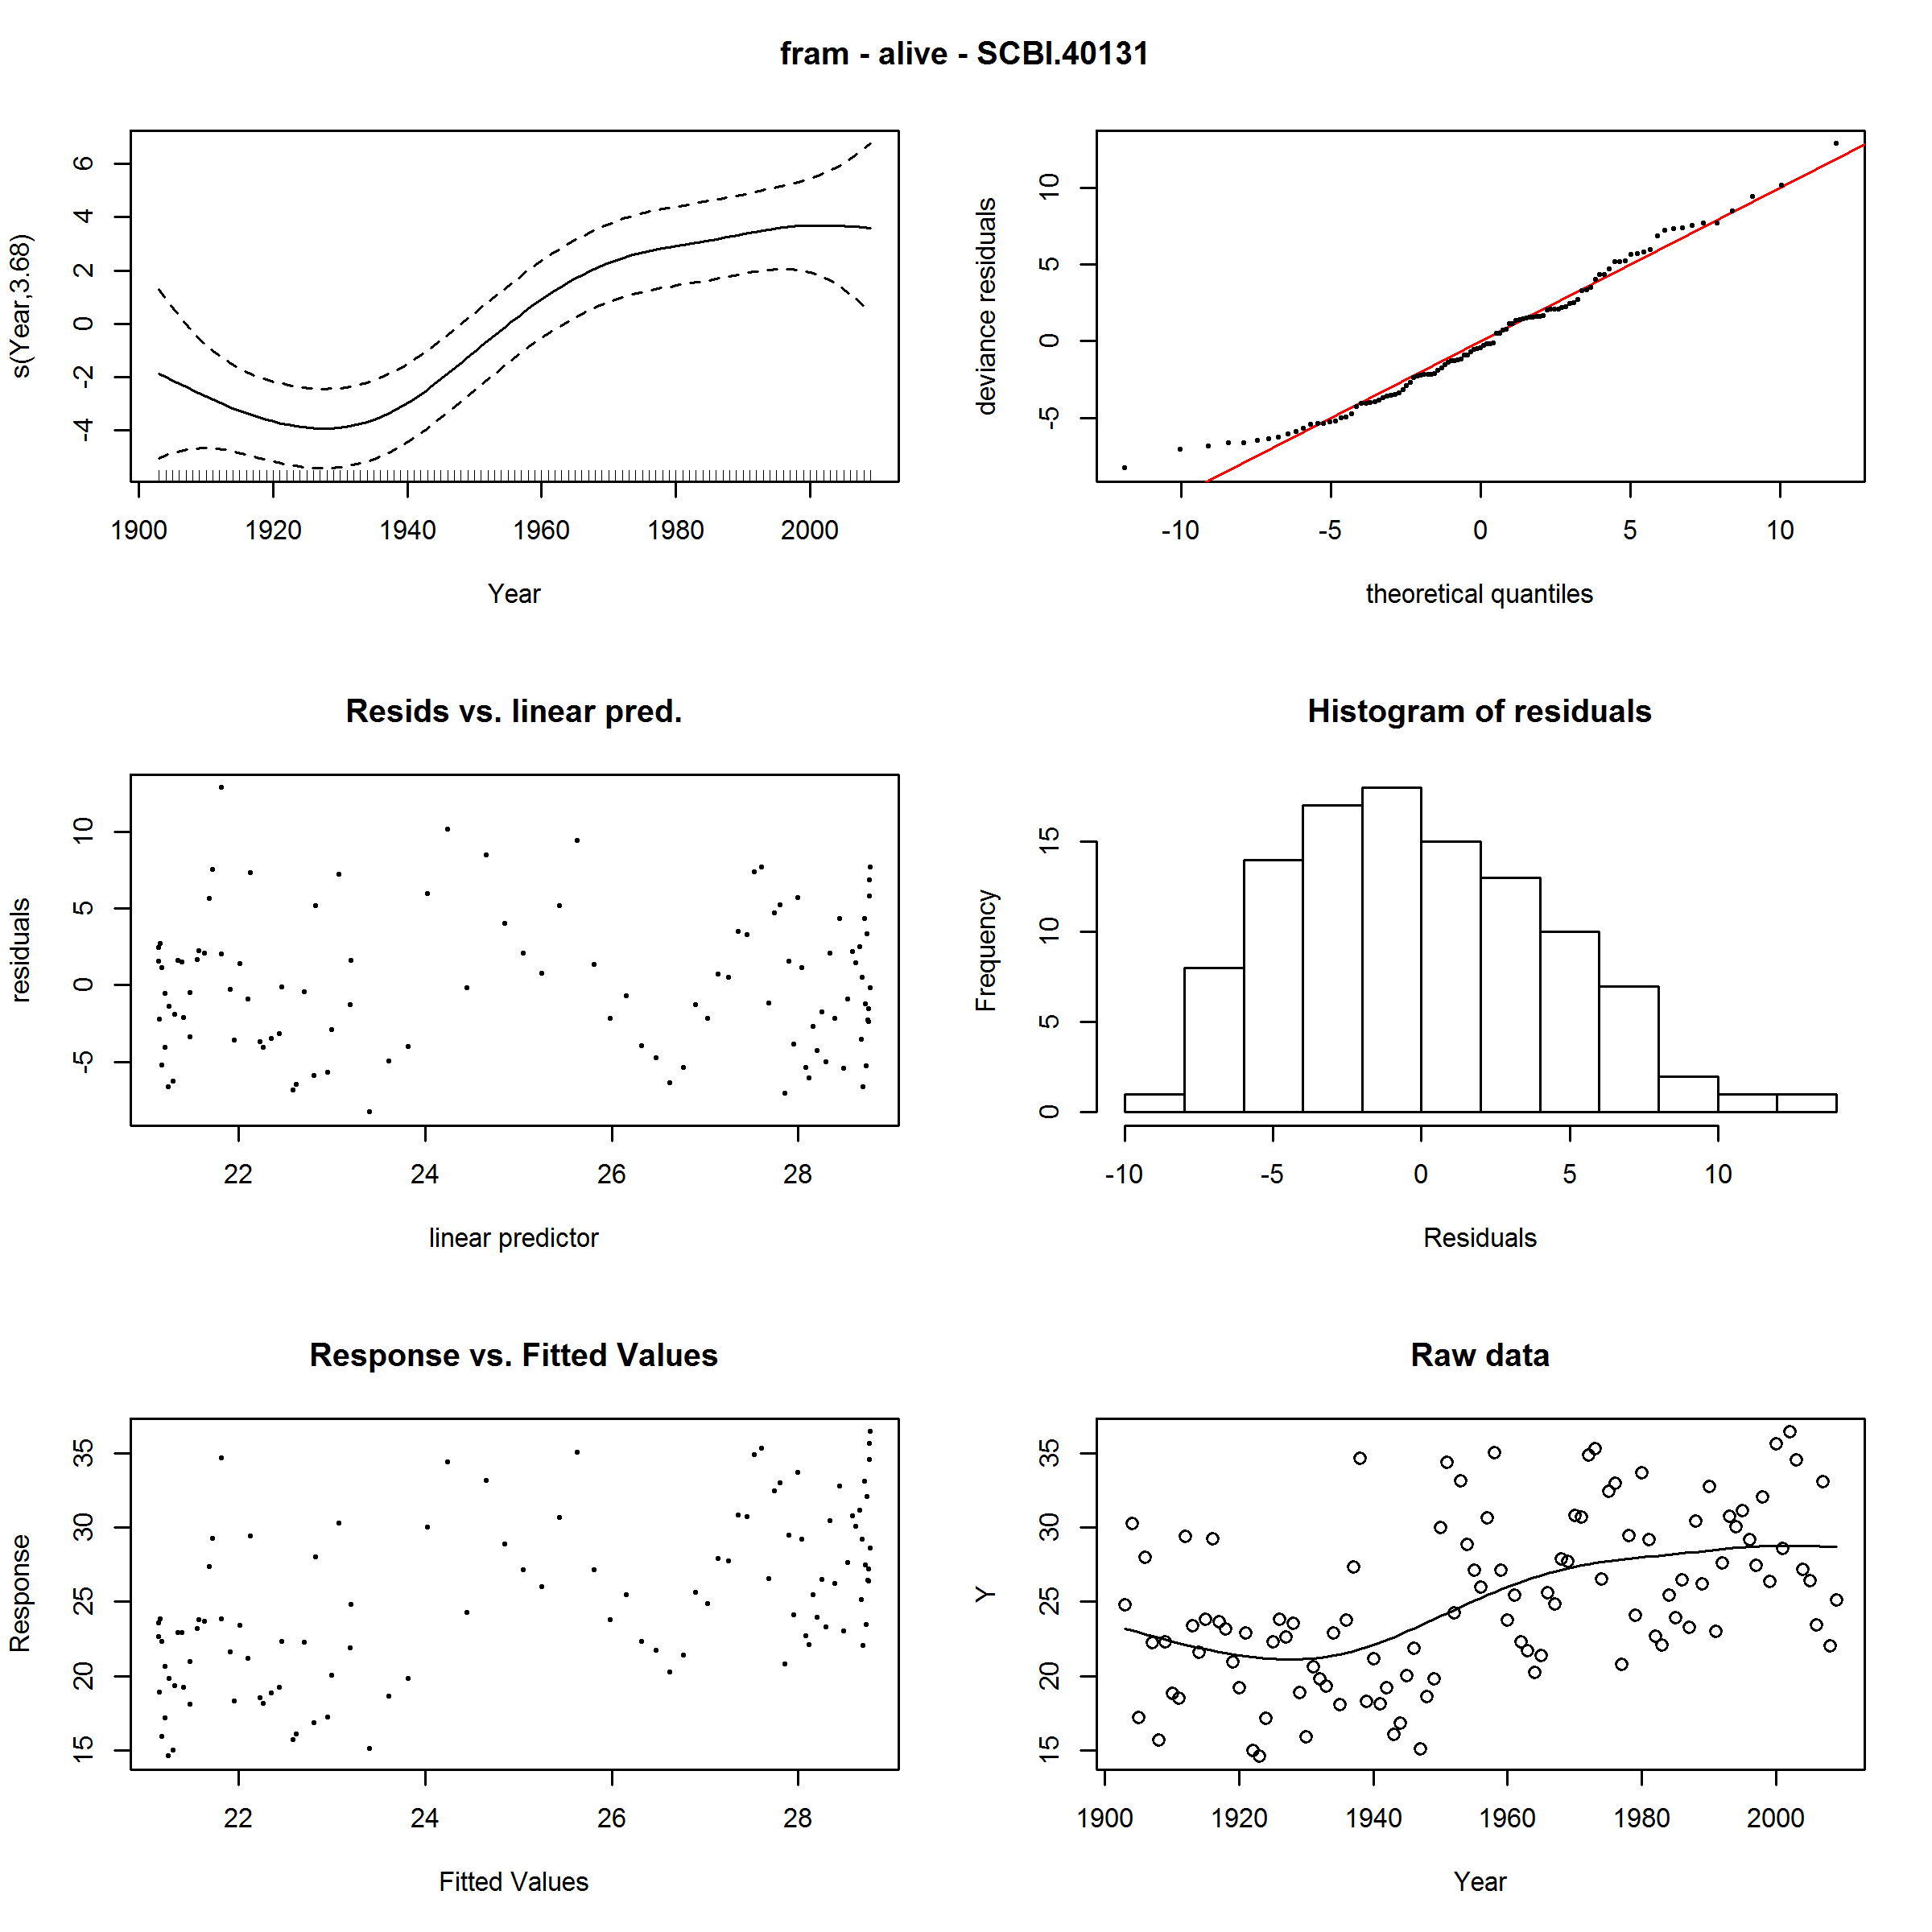 fram - alive - SCBI.40131
s(Year,3.68)
6
4
2
0
-2
-4
1900 1920 1940 1960 1980 2000
Year
deviance residuals
10
5
0
-5
-10 -5 0 5 10
theoretical quantiles
Resids vs. linear pred.
residuals
10
5
0
-5
22 24 26 28
linear predictor
Histogram of residuals
Frequency
15
10
5
0
-10 -5 0 5 10
Residuals
Response vs. Fitted Values
Response
35
30
25
20
15
22 24 26 28
Fitted Values
Raw data
Y
35
30
25
20
15
1900 1920 1940 1960 1980 2000
Year